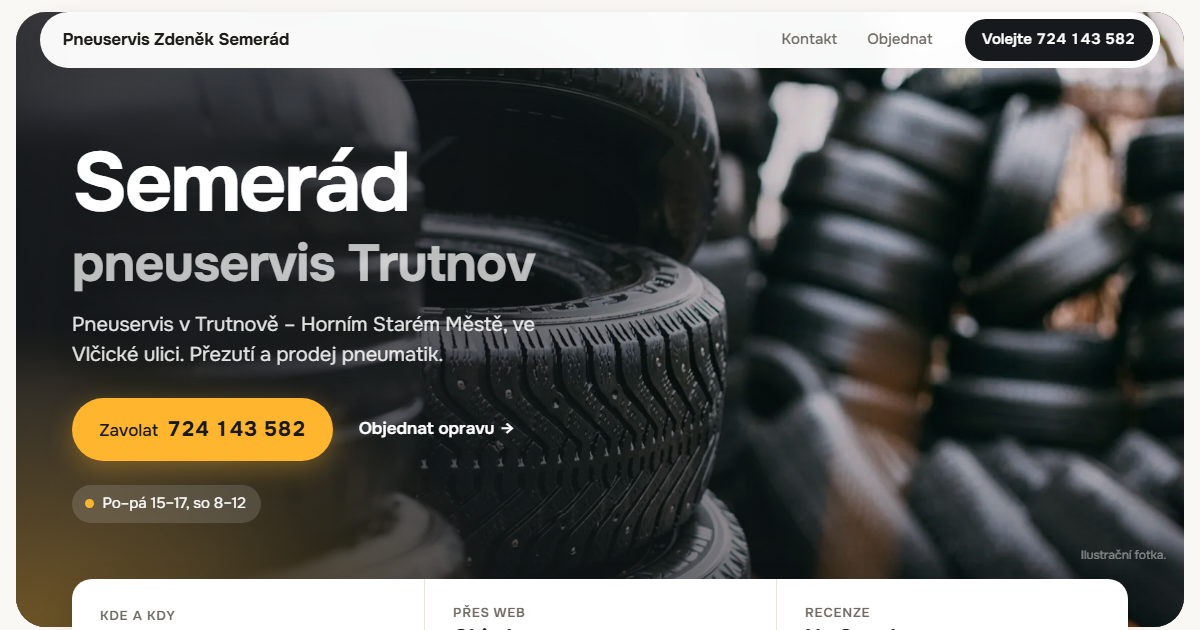 Pneuservis Zdeněk Semerád
Kontakt
Objednat
Volejte 724 143 582
Semerád
pneuservis Trutnov
Pneuservis v Trutnově – Horním Starém Městě, ve
Vlčické ulici. Přezutí a prodej pneumatik.
Zavolat 724 143 582
Objednat opravu →
Po–pá 15–17, so 8–12
Ilustrační fotka.
KDE A KDY
PŘES WEB
RECENZE